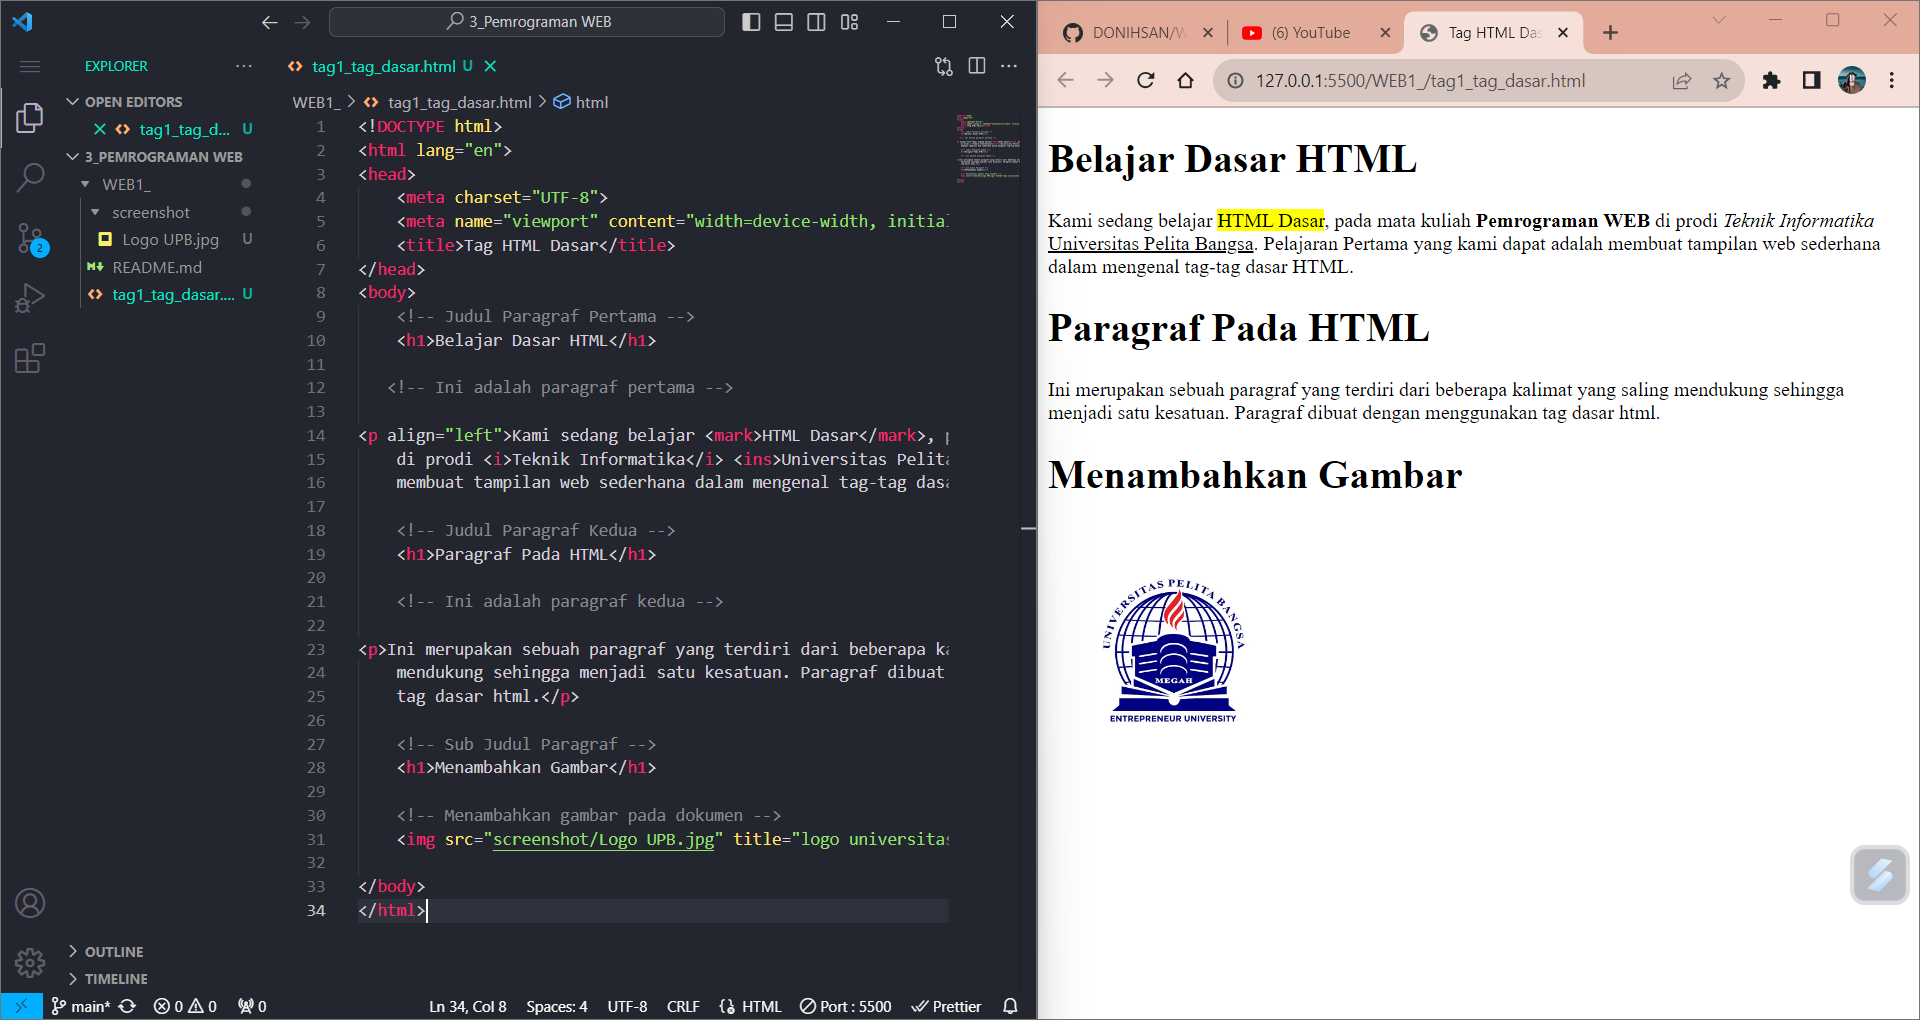 3_Pemrograman WEB
EXPLORER
OPEN EDITORS
tag1_tag_d... U
3_PEMROGRAMAN WEB
WEB1_
screenshot
Logo UPB.jpg U
README.md
tag1_tag_dasar.... U
2
OUTLINE
TIMELINE
tag1_tag_dasar.html U
WEB1_ > tag1_tag_dasar.html > html
1 <!DOCTYPE html>
2 <html lang="en">
3 <head>
4 <meta charset="UTF-8">
5 <meta name="viewport" content="width=device-width, initial
6 <title>Tag HTML Dasar</title>
7 </head>
8 <body>
9 <!-- Judul Paragraf Pertama -->
10 <h1>Belajar Dasar HTML</h1>
11
12 <!-- Ini adalah paragraf pertama -->
13
14 <p align="left">Kami sedang belajar <mark>HTML Dasar</mark>, p
15 di prodi <i>Teknik Informatika</i> <ins>Universitas Pelita
16 membuat tampilan web sederhana dalam mengenal tag-tag dasa
17
18 <!-- Judul Paragraf Kedua -->
19 <h1>Paragraf Pada HTML</h1>
20
21 <!-- Ini adalah paragraf kedua -->
22
23 <p>Ini merupakan sebuah paragraf yang terdiri dari beberapa ka
24 mendukung sehingga menjadi satu kesatuan. Paragraf dibuat
25 tag dasar html.</p>
26
27 <!-- Sub Judul Paragraf -->
28 <h1>Menambahkan Gambar</h1>
29
30 <!-- Menambahkan gambar pada dokumen -->
31 <img src="screenshot/Logo UPB.jpg" title="logo universitas
32
33 </body>
34 </html>
main* 0 0 0 Ln 34, Col 8 Spaces: 4 UTF-8 CRLF HTML Port : 5500 Prettier
DONIHSAN/W (6) YouTube Tag HTML Das
127.0.0.1:5500/WEB1_/tag1_tag_dasar.html
Belajar Dasar HTML
Kami sedang belajar HTML Dasar, pada mata kuliah Pemrograman WEB di prodi Teknik Informatika
Universitas Pelita Bangsa. Pelajaran Pertama yang kami dapat adalah membuat tampilan web sederhana
dalam mengenal tag-tag dasar HTML.
Paragraf Pada HTML
Ini merupakan sebuah paragraf yang terdiri dari beberapa kalimat yang saling mendukung sehingga
menjadi satu kesatuan. Paragraf dibuat dengan menggunakan tag dasar html.
Menambahkan Gambar
UNIVERSITAS PELITA BANGSA
MEGAH
ENTREPRENEUR UNIVERSITY